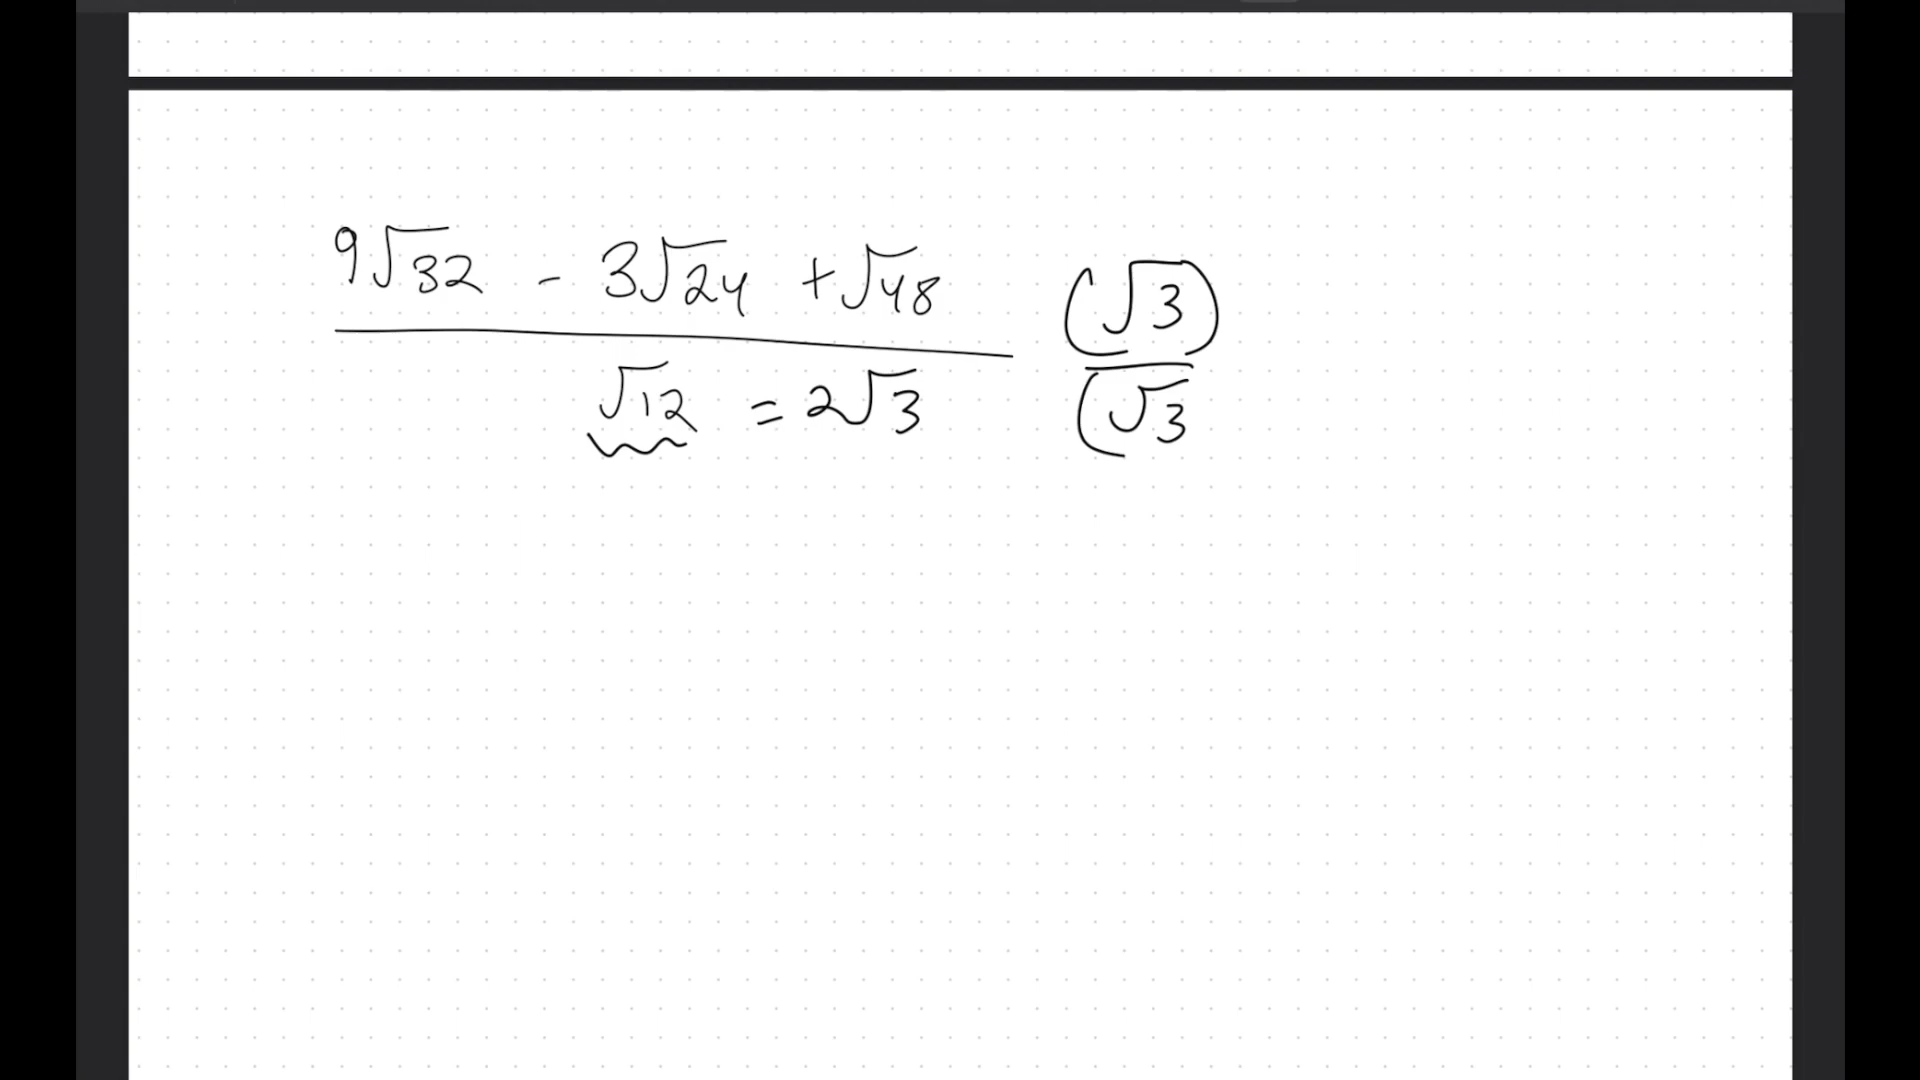 9√32 - 3√24 + √48 (√3)
√12 = 2√3 (√3